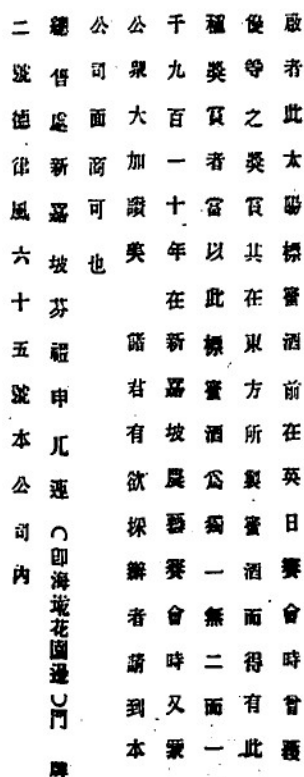 啟者此太陽標蜜酒前在英日賽會時曾獲
優等之獎賞其在東方所製蜜酒而得有此
種獎賞者當以此標蜜酒為獨一無二而一
千九百一十年在新嘉坡農藝賽會時又蒙
公眾大加讚美 諸君有欲採辦者請到本
公司面商可也
總售處新嘉坡芬禮申兀連（即海墘花園邊）門牌
二號德律風六十五號本公司內